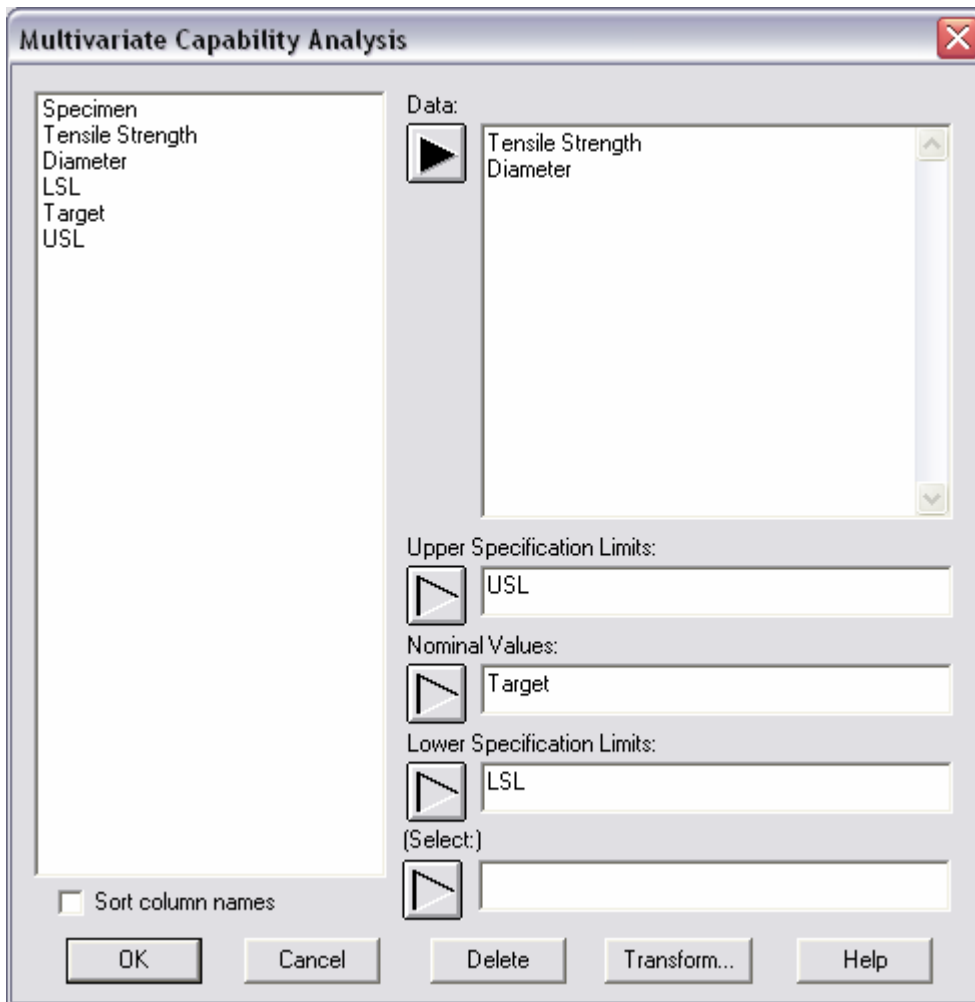 Multivariate Capability Analysis
Specimen
Tensile Strength
Diameter
LSL
Target
USL
Sort column names
Data:
Tensile Strength
Diameter
Upper Specification Limits:
USL
Nominal Values:
Target
Lower Specification Limits:
LSL
(Select:)
OK
Cancel
Delete
Transform...
Help